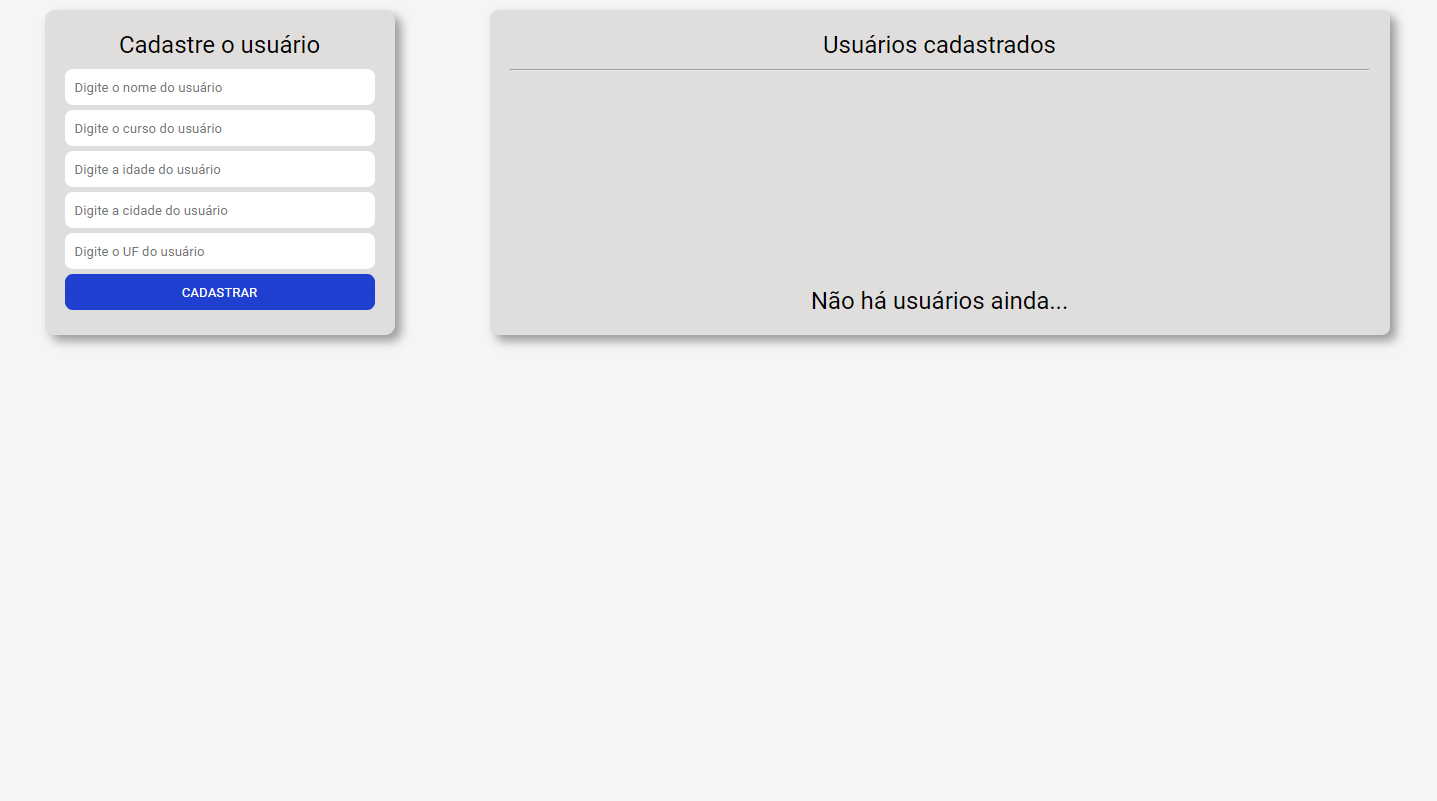 Cadastre o usuário
Digite o nome do usuário
Digite o curso do usuário
Digite a idade do usuário
Digite a cidade do usuário
Digite o UF do usuário
CADASTRAR
Usuários cadastrados
Não há usuários ainda...